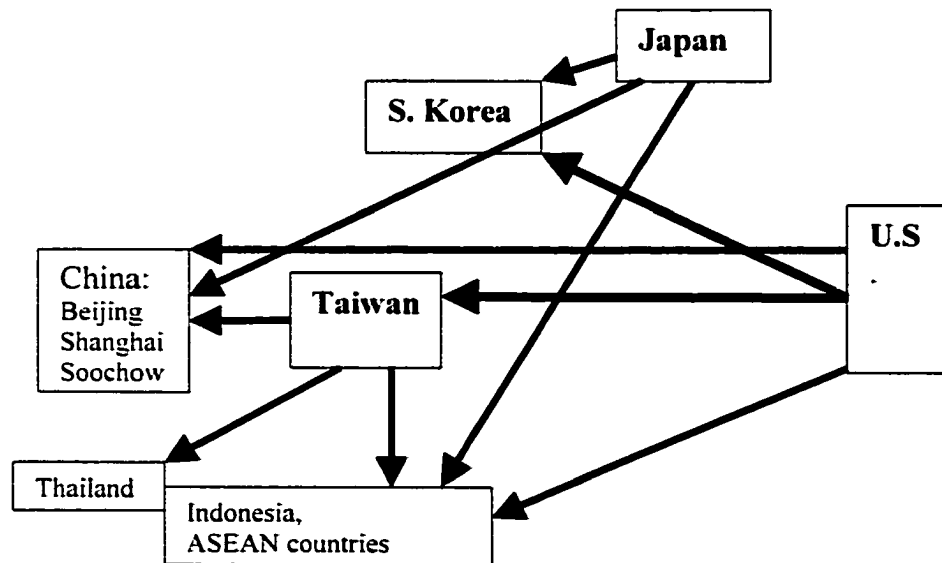 Japan
S. Korea
U.S
China:
Beijing
Shanghai
Soochow
Taiwan
Thailand
Indonesia,
ASEAN countries